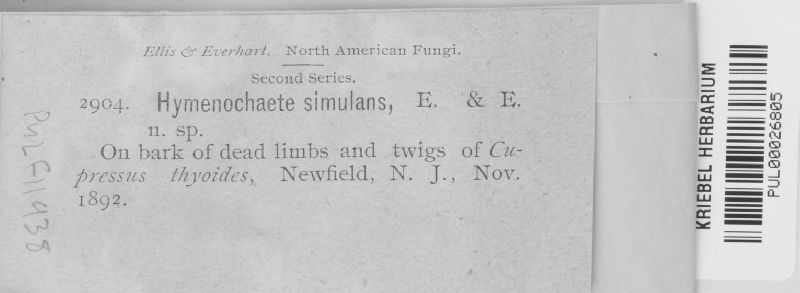 Ellis & Everhart. North American Fungi.
Second Series.
2904. Hymenochaete simulans, E. & E.
n. sp.
On bark of dead limbs and twigs of Cu-
pressus thyoides, Newfield, N. J., Nov.
1892.
PUL F11938
KRIEBEL HERBARIUM
PUL00026805